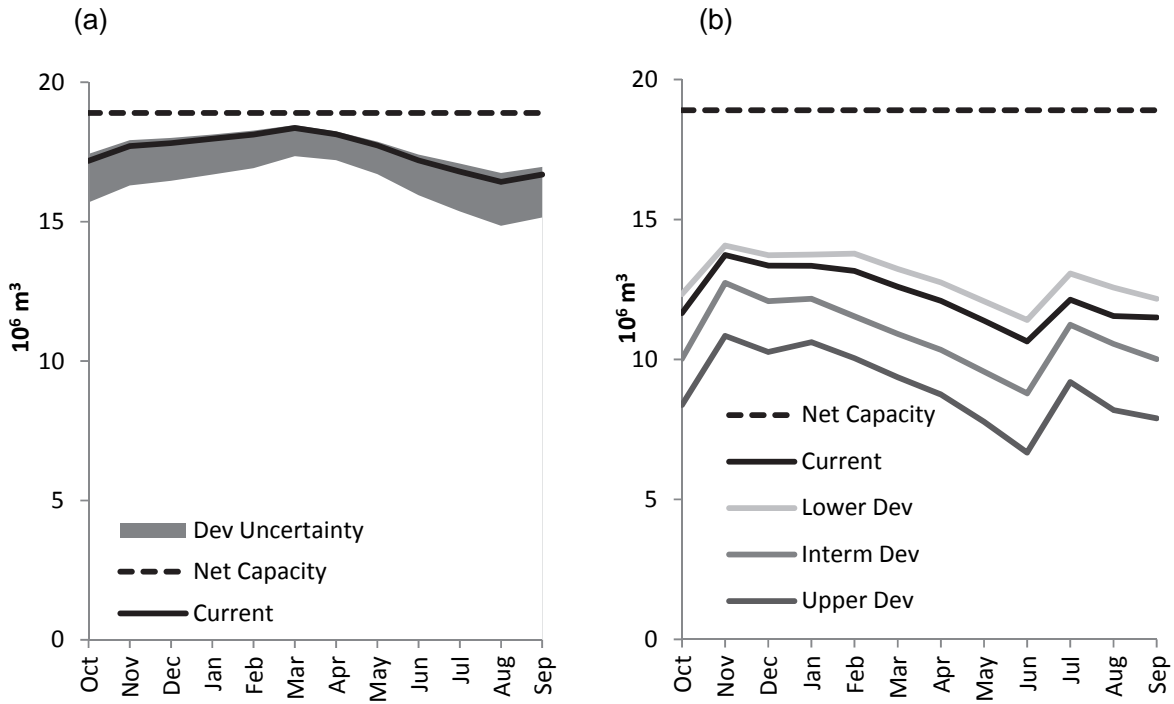 (a)
20
15
10
5
0
10⁶ m³
Dev Uncertainty
Net Capacity
Current
Oct
Nov
Dec
Jan
Feb
Mar
Apr
May
Jun
Jul
Aug
Sep
(b)
20
15
10
5
0
10⁶ m³
Net Capacity
Current
Lower Dev
Interm Dev
Upper Dev
Oct
Nov
Dec
Jan
Feb
Mar
Apr
May
Jun
Jul
Aug
Sep